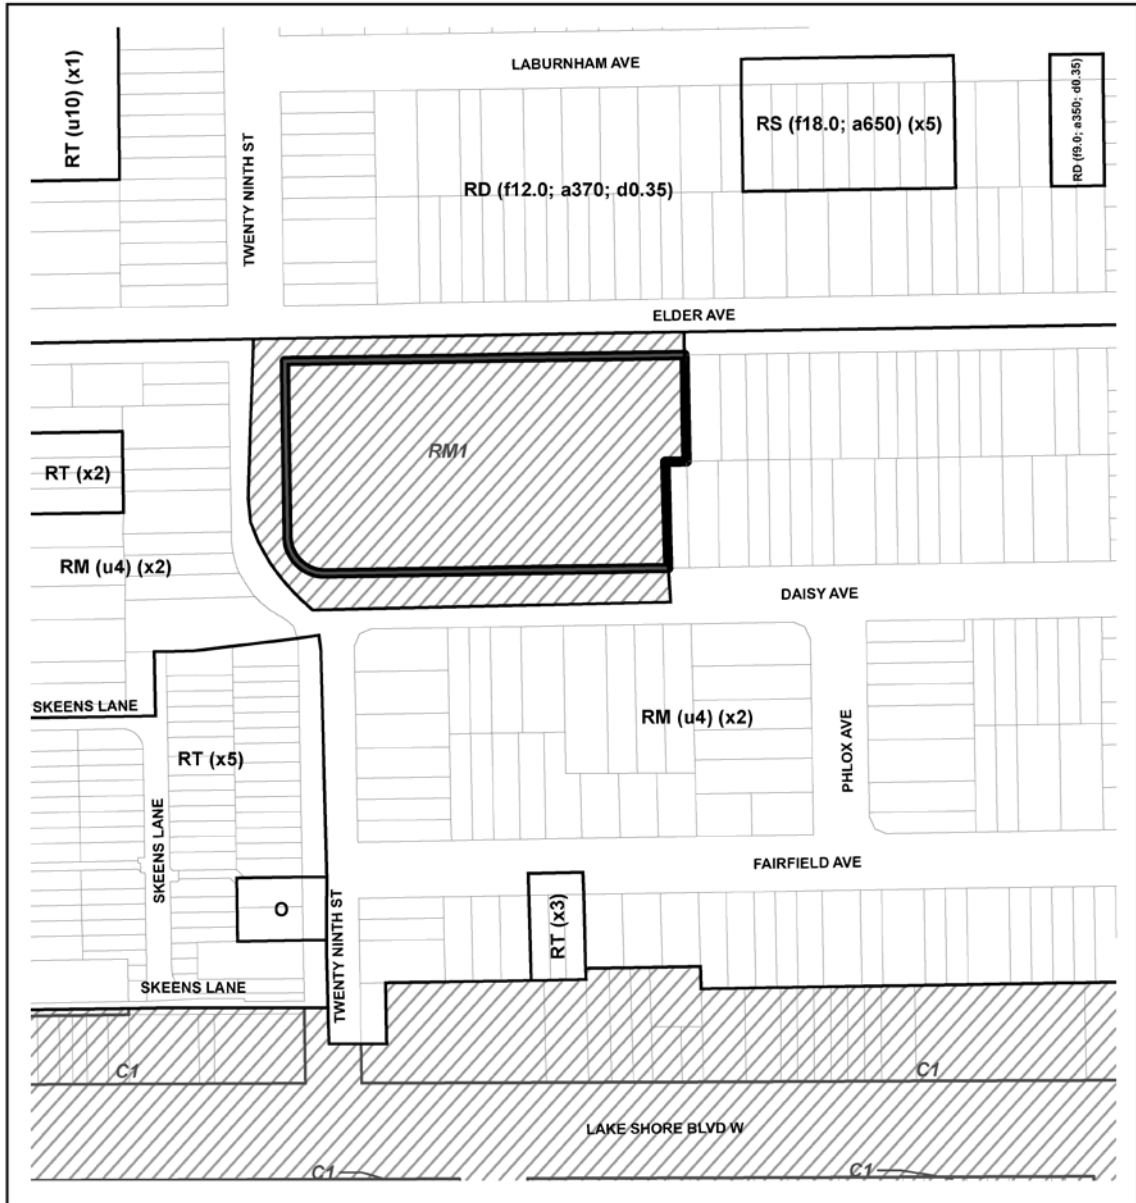 RT (u10) (x1)
LABURNHAM AVE
RS (f18.0; a650) (x5)
RD (f9.0; a350; d0.35)
TWENTY NINTH ST
RD (f12.0; a370; d0.35)
ELDER AVE
RM1
RT (x2)
RM (u4) (x2)
DAISY AVE
SKEENS LANE
RM (u4) (x2)
PHLOX AVE
RT (x5)
SKEENS LANE
FAIRFIELD AVE
O
RT (x3)
TWENTY NINTH ST
SKEENS LANE
C1
C1
LAKE SHORE BLVD W
C1
C1